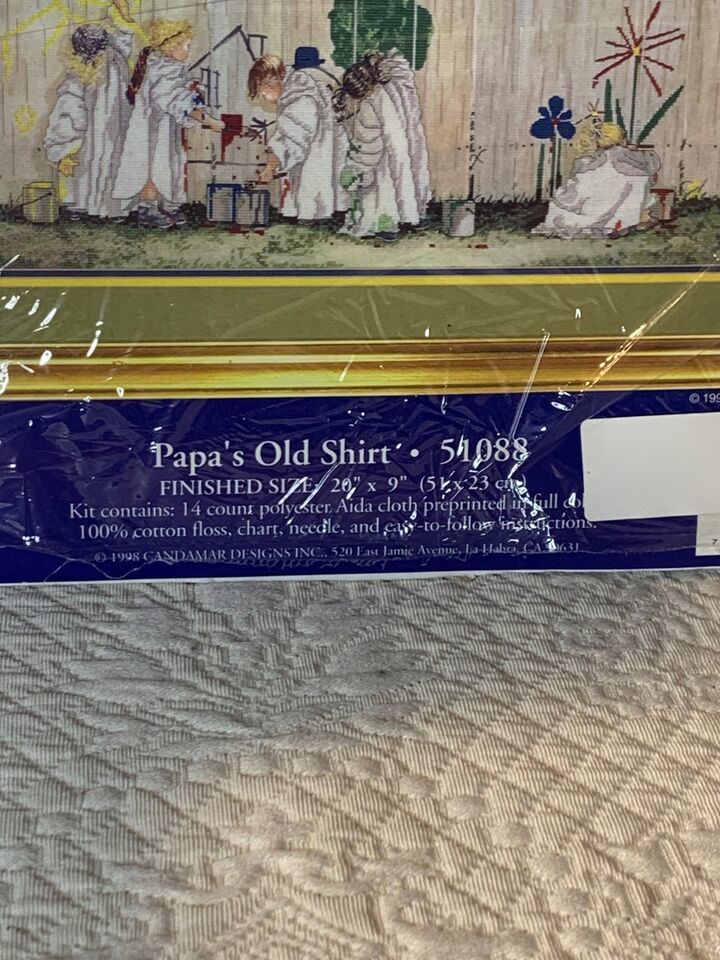 © 199
Papa's Old Shirt • 51088
FINISHED SIZE: 20" x 9" (51 x 23 cm)
Kit contains: 14 count polyester Aida cloth preprinted in full
100% cotton floss, chart, needle, and easy-to-follow instructions.
© 1998 CANDAMAR DESIGNS INC., 520 East Jamie Avenue, La Habra, CA 90631
7